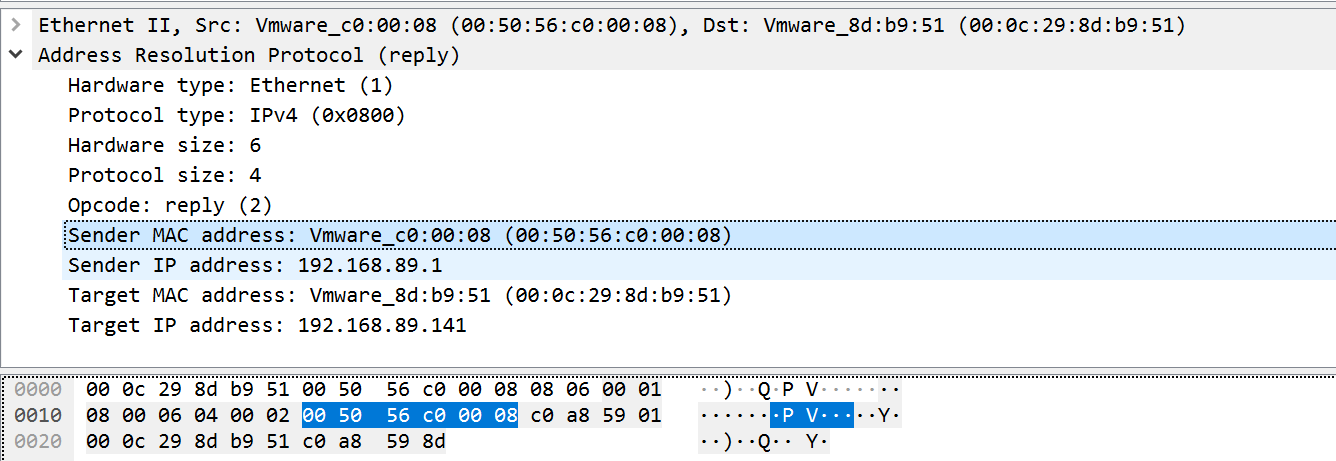 Ethernet II, Src: Vmware_c0:00:08 (00:50:56:c0:00:08), Dst: Vmware_8d:b9:51 (00:0c:29:8d:b9:51)
Address Resolution Protocol (reply)
Hardware type: Ethernet (1)
Protocol type: IPv4 (0x0800)
Hardware size: 6
Protocol size: 4
Opcode: reply (2)
Sender MAC address: Vmware_c0:00:08 (00:50:56:c0:00:08)
Sender IP address: 192.168.89.1
Target MAC address: Vmware_8d:b9:51 (00:0c:29:8d:b9:51)
Target IP address: 192.168.89.141
0000 00 0c 29 8d b9 51 00 50 56 c0 00 08 08 06 00 01 ··)··Q·P V·······
0010 08 00 06 04 00 02 00 50 56 c0 00 08 c0 a8 59 01 ·······P V·····Y·
0020 00 0c 29 8d b9 51 c0 a8 59 8d ··)··Q·· Y·